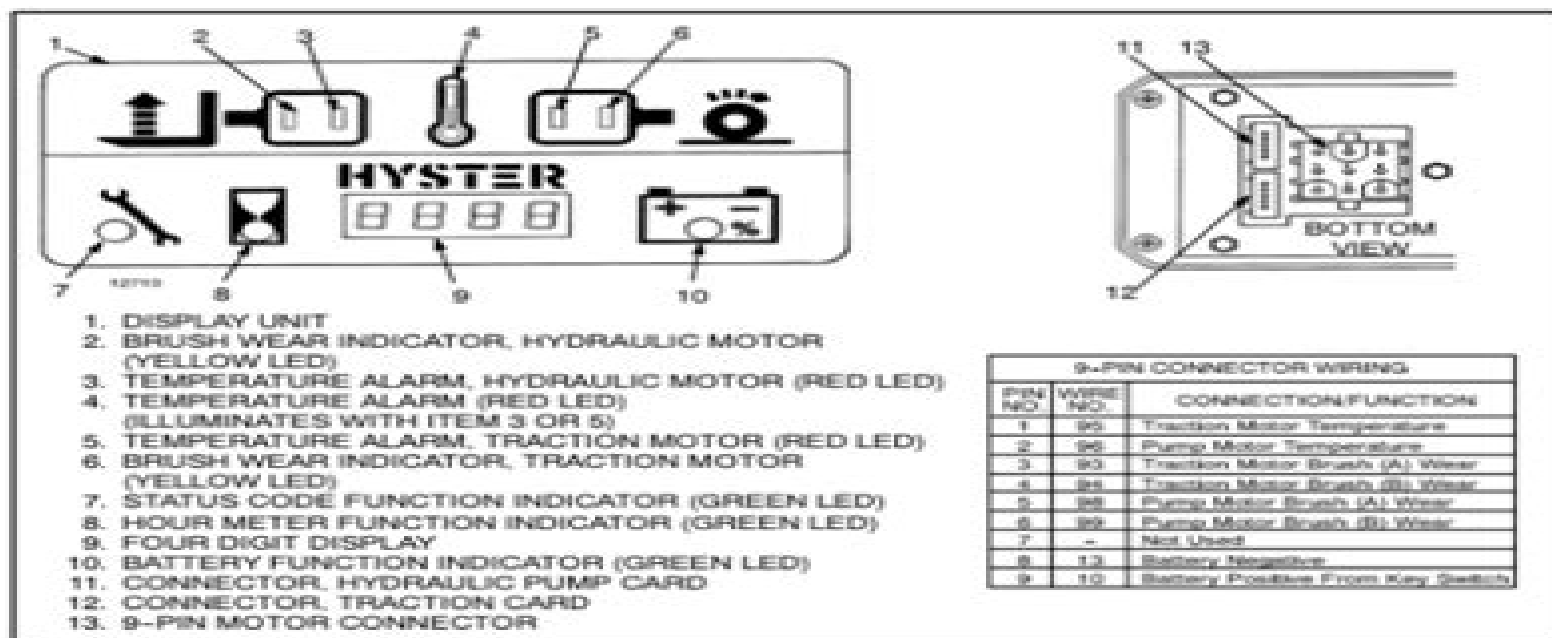 1
2
3
4
5
6
HYSTER
+ − %
7
12713
8
9
10
11
13
12
BOTTOM
VIEW
1. DISPLAY UNIT
2. BRUSH WEAR INDICATOR, HYDRAULIC MOTOR
(YELLOW LED)
3. TEMPERATURE ALARM, HYDRAULIC MOTOR (RED LED)
4. TEMPERATURE ALARM (RED LED)
(ILLUMINATES WITH ITEM 3 OR 5)
5. TEMPERATURE ALARM, TRACTION MOTOR (RED LED)
6. BRUSH WEAR INDICATOR, TRACTION MOTOR
(YELLOW LED)
7. STATUS CODE FUNCTION INDICATOR (GREEN LED)
8. HOUR METER FUNCTION INDICATOR (GREEN LED)
9. FOUR DIGIT DISPLAY
10. BATTERY FUNCTION INDICATOR (GREEN LED)
11. CONNECTOR, HYDRAULIC PUMP CARD
12. CONNECTOR, TRACTION CARD
13. 9-PIN MOTOR CONNECTOR
9-PIN CONNECTOR WIRING
PIN NO. WIRE NO. CONNECTION/FUNCTION
1 95 Traction Motor Temperature
2 96 Pump Motor Temperature
3 93 Traction Motor Brush (A) Wear
4 94 Traction Motor Brush (B) Wear
5 98 Pump Motor Brush (A) Wear
6 99 Pump Motor Brush (B) Wear
7 - Not Used
8 13 Battery Negative
9 10 Battery Positive From Key Switch